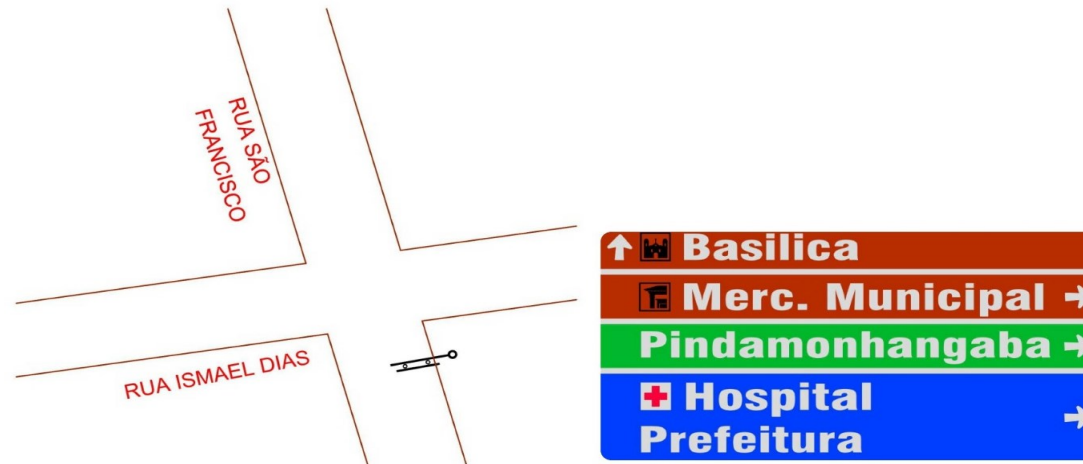 RUA SÃO
FRANCISCO
RUA ISMAEL DIAS
Basilica
Merc. Municipal
Pindamonhangaba
Hospital
Prefeitura